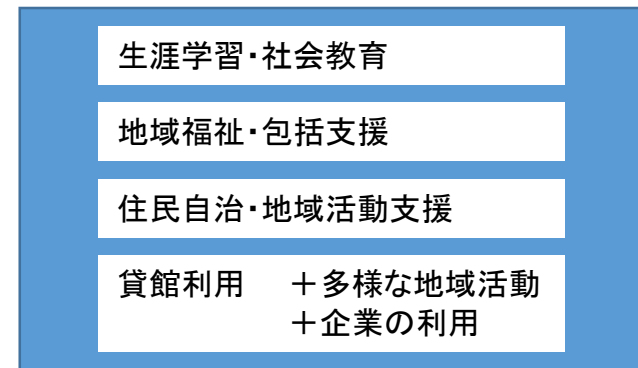 生涯学習・社会教育
地域福祉・包括支援
住民自治・地域活動支援
貸館利用　＋多様な地域活動
＋企業の利用